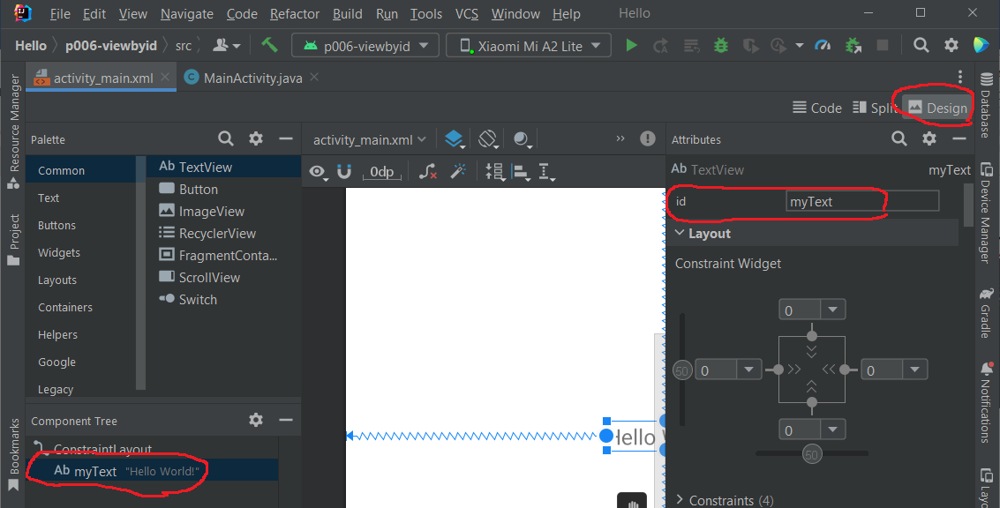 File Edit View Navigate Code Refactor Build Run Tools VCS Window Help Hello
Hello p006-viewbyid src p006-viewbyid Xiaomi Mi A2 Lite
activity_main.xml MainActivity.java
Code Split Design
Palette
Common
Text
Buttons
Widgets
Layouts
Containers
Helpers
Google
Legacy
Ab TextView
Button
ImageView
RecyclerView
FragmentConta...
ScrollView
Switch
Component Tree
ConstraintLayout
Ab myText "Hello World!"
activity_main.xml
0dp
Hello W
Attributes
Ab TextView myText
id myText
Layout
Constraint Widget
0
50 0 0
0
50
Constraints (4)
Resource Manager
Project
Bookmarks
Database
Device Manager
Gradle
Notifications